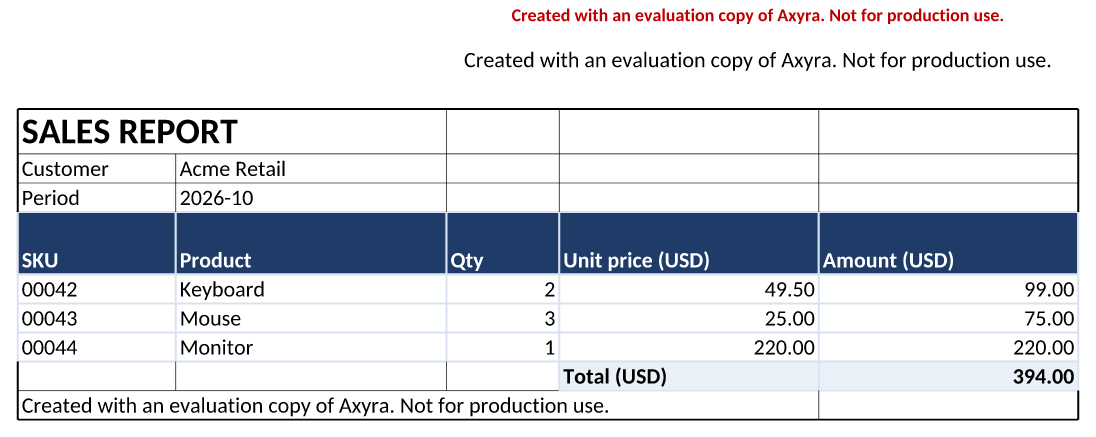 Created with an evaluation copy of Axyra. Not for production use.
Created with an evaluation copy of Axyra. Not for production use.
SALES REPORT
Customer Acme Retail
Period 2026-10
SKU Product Qty Unit price (USD) Amount (USD)
00042 Keyboard 2 49.50 99.00
00043 Mouse 3 25.00 75.00
00044 Monitor 1 220.00 220.00
Total (USD) 394.00
Created with an evaluation copy of Axyra. Not for production use.